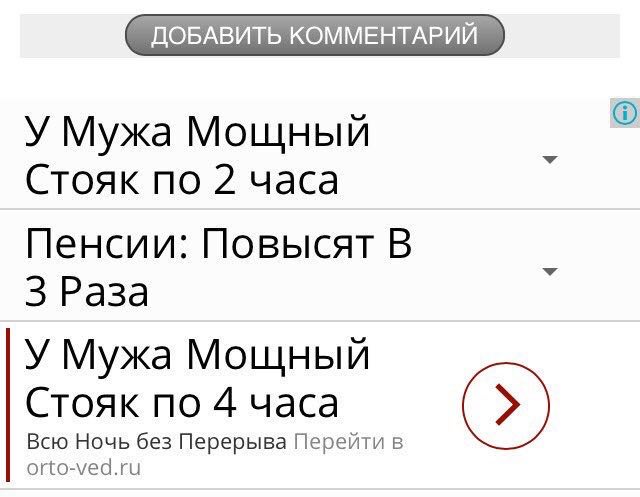 ДОБАВИТЬ КОММЕНТАРИЙ
У Мужа Мощный
Стояк по 2 часа
Пенсии: Повысят В
3 Раза
У Мужа Мощный
Стояк по 4 часа
Всю Ночь без Перерыва Перейти в
orto-ved.ru